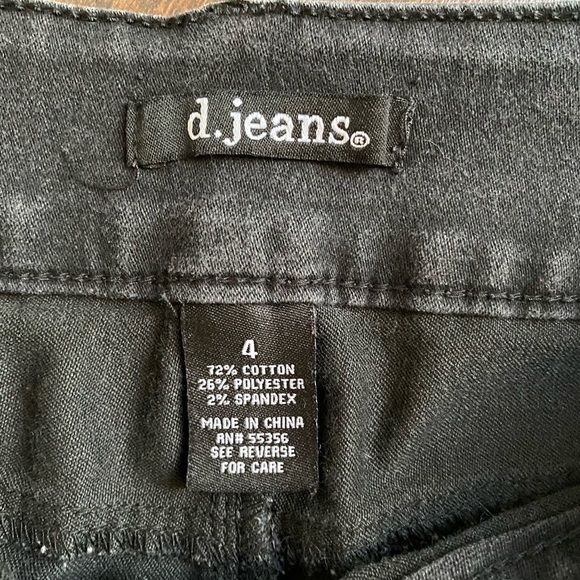 d.jeans®
4
72% COTTON
26% POLYESTER
2% SPANDEX
MADE IN CHINA
RN# 55356
SEE REVERSE
FOR CARE